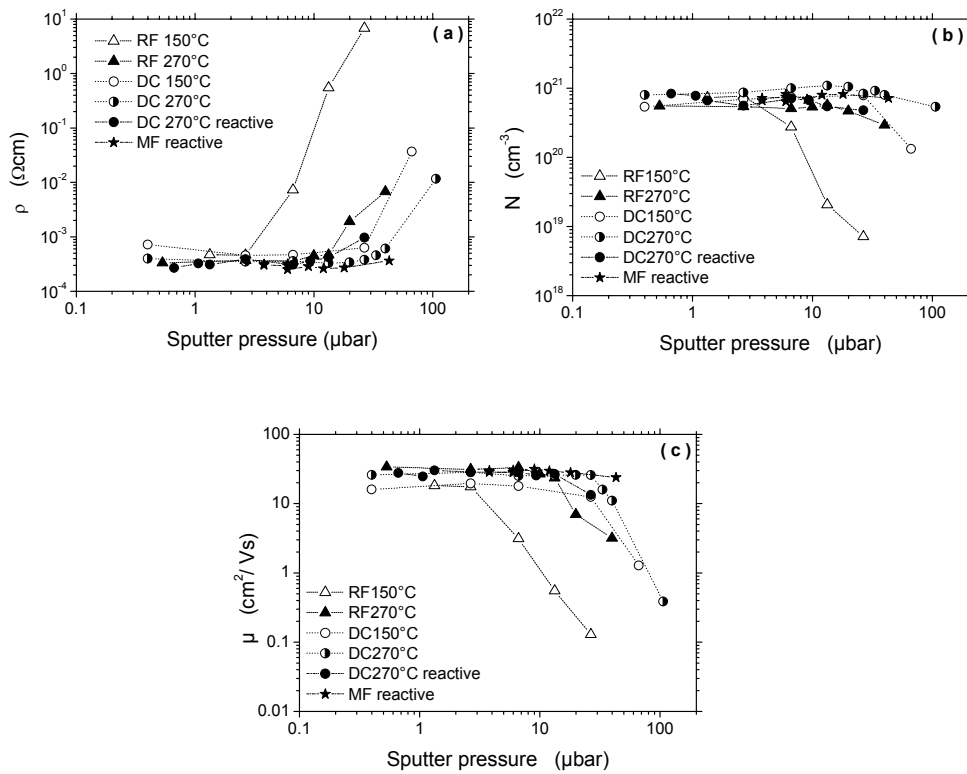 ( a )
RF 150°C
RF 270°C
DC 150°C
DC 270°C
DC 270°C reactive
MF reactive
10^1
10^0
10^-1
10^-2
10^-3
10^-4
ρ (Ωcm)
0.1 1 10 100
Sputter pressure (µbar)
( b )
10^22
10^21
10^20
10^19
10^18
N (cm^-3)
RF150°C
RF270°C
DC150°C
DC270°C
DC270°C reactive
MF reactive
0.1 1 10 100
Sputter pressure (µbar)
( c )
100
10
1
0.1
0.01
µ (cm^2/ Vs)
RF150°C
RF270°C
DC150°C
DC270°C
DC270°C reactive
MF reactive
0.1 1 10 100
Sputter pressure (µbar)